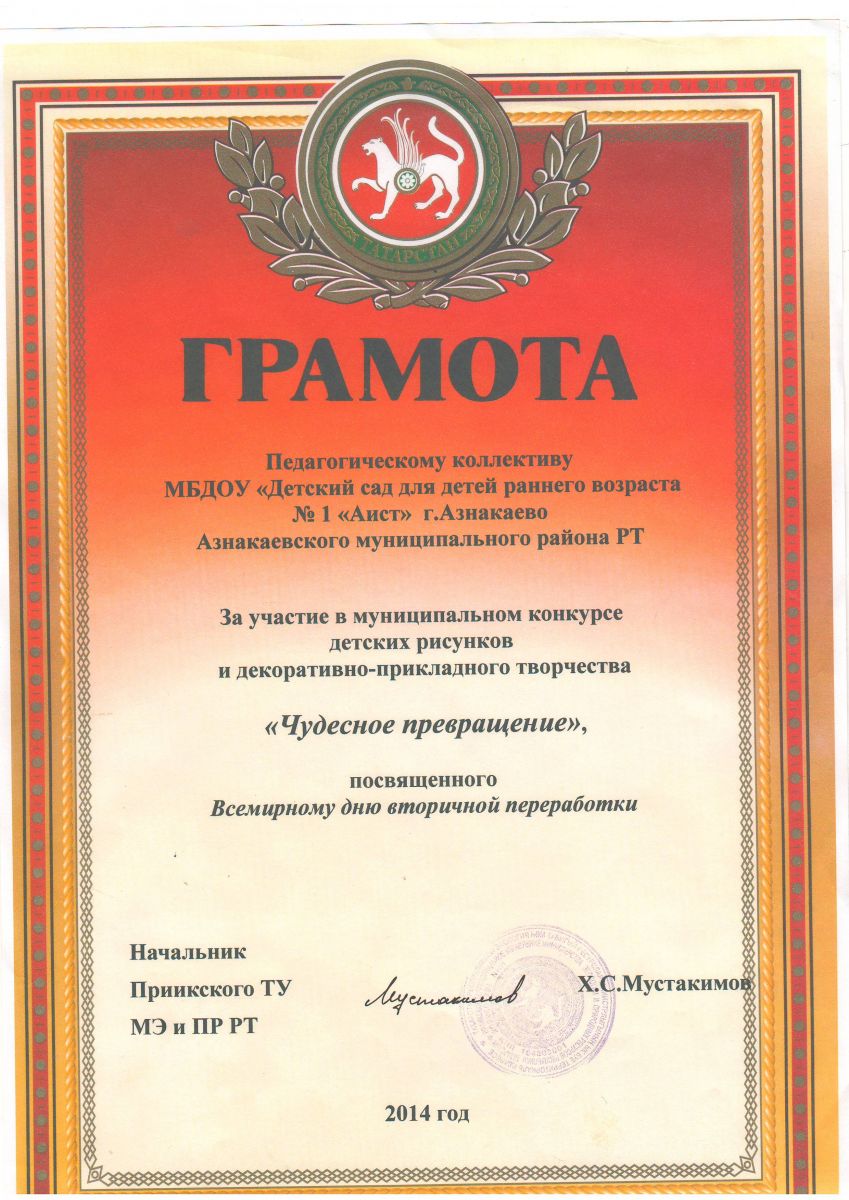 ТАТАРСТАН
ГРАМОТА
Педагогическому коллективу
МБДОУ «Детский сад для детей раннего возраста
№ 1 «Аист» г.Азнакаево
Азнакаевского муниципального района РТ
За участие в муниципальном конкурсе
детских рисунков
и декоративно-прикладного творчества
«Чудесное превращение»,
посвященного
Всемирному дню вторичной переработки
Начальник
Приикского ТУ
МЭ и ПР РТ
Мустакимов
Х.С.Мустакимов
2014 год